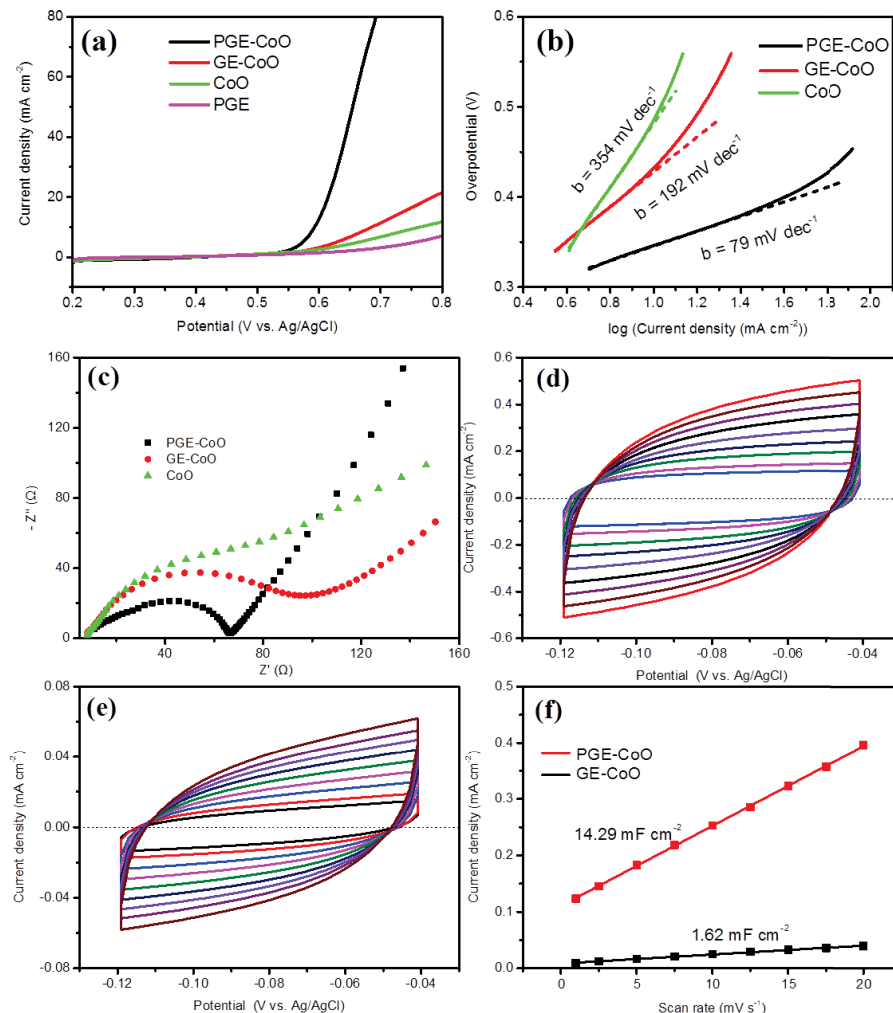 (a)
PGE-CoO
GE-CoO
CoO
PGE
80
60
40
20
0
0.2 0.3 0.4 0.5 0.6 0.7 0.8
Current density (mA cm⁻²)
Potential (V vs. Ag/AgCl)
(b)
PGE-CoO
GE-CoO
CoO
b = 354 mV dec⁻¹
b = 192 mV dec⁻¹
b = 79 mV dec⁻¹
0.6
0.5
0.4
0.3
0.4 0.6 0.8 1.0 1.2 1.4 1.6 1.8 2.0
Overpotential (V)
log (Current density (mA cm⁻²))
(c)
PGE-CoO
GE-CoO
CoO
160
120
80
40
0
40 80 120 160
- Z'' (Ω)
Z' (Ω)
(d)
0.6
0.4
0.2
0.0
-0.2
-0.4
-0.6
-0.12 -0.10 -0.08 -0.06 -0.04
Current density (mA cm⁻²)
Potential (V vs. Ag/AgCl)
(e)
0.08
0.04
0.00
-0.04
-0.08
-0.12 -0.10 -0.08 -0.06 -0.04
Current density (mA cm⁻²)
Potential (V vs. Ag/AgCl)
(f)
PGE-CoO
GE-CoO
14.29 mF cm⁻²
1.62 mF cm⁻²
0.5
0.4
0.3
0.2
0.1
0.0
0 5 10 15 20
Current density (mA cm⁻²)
Scan rate (mV s⁻¹)